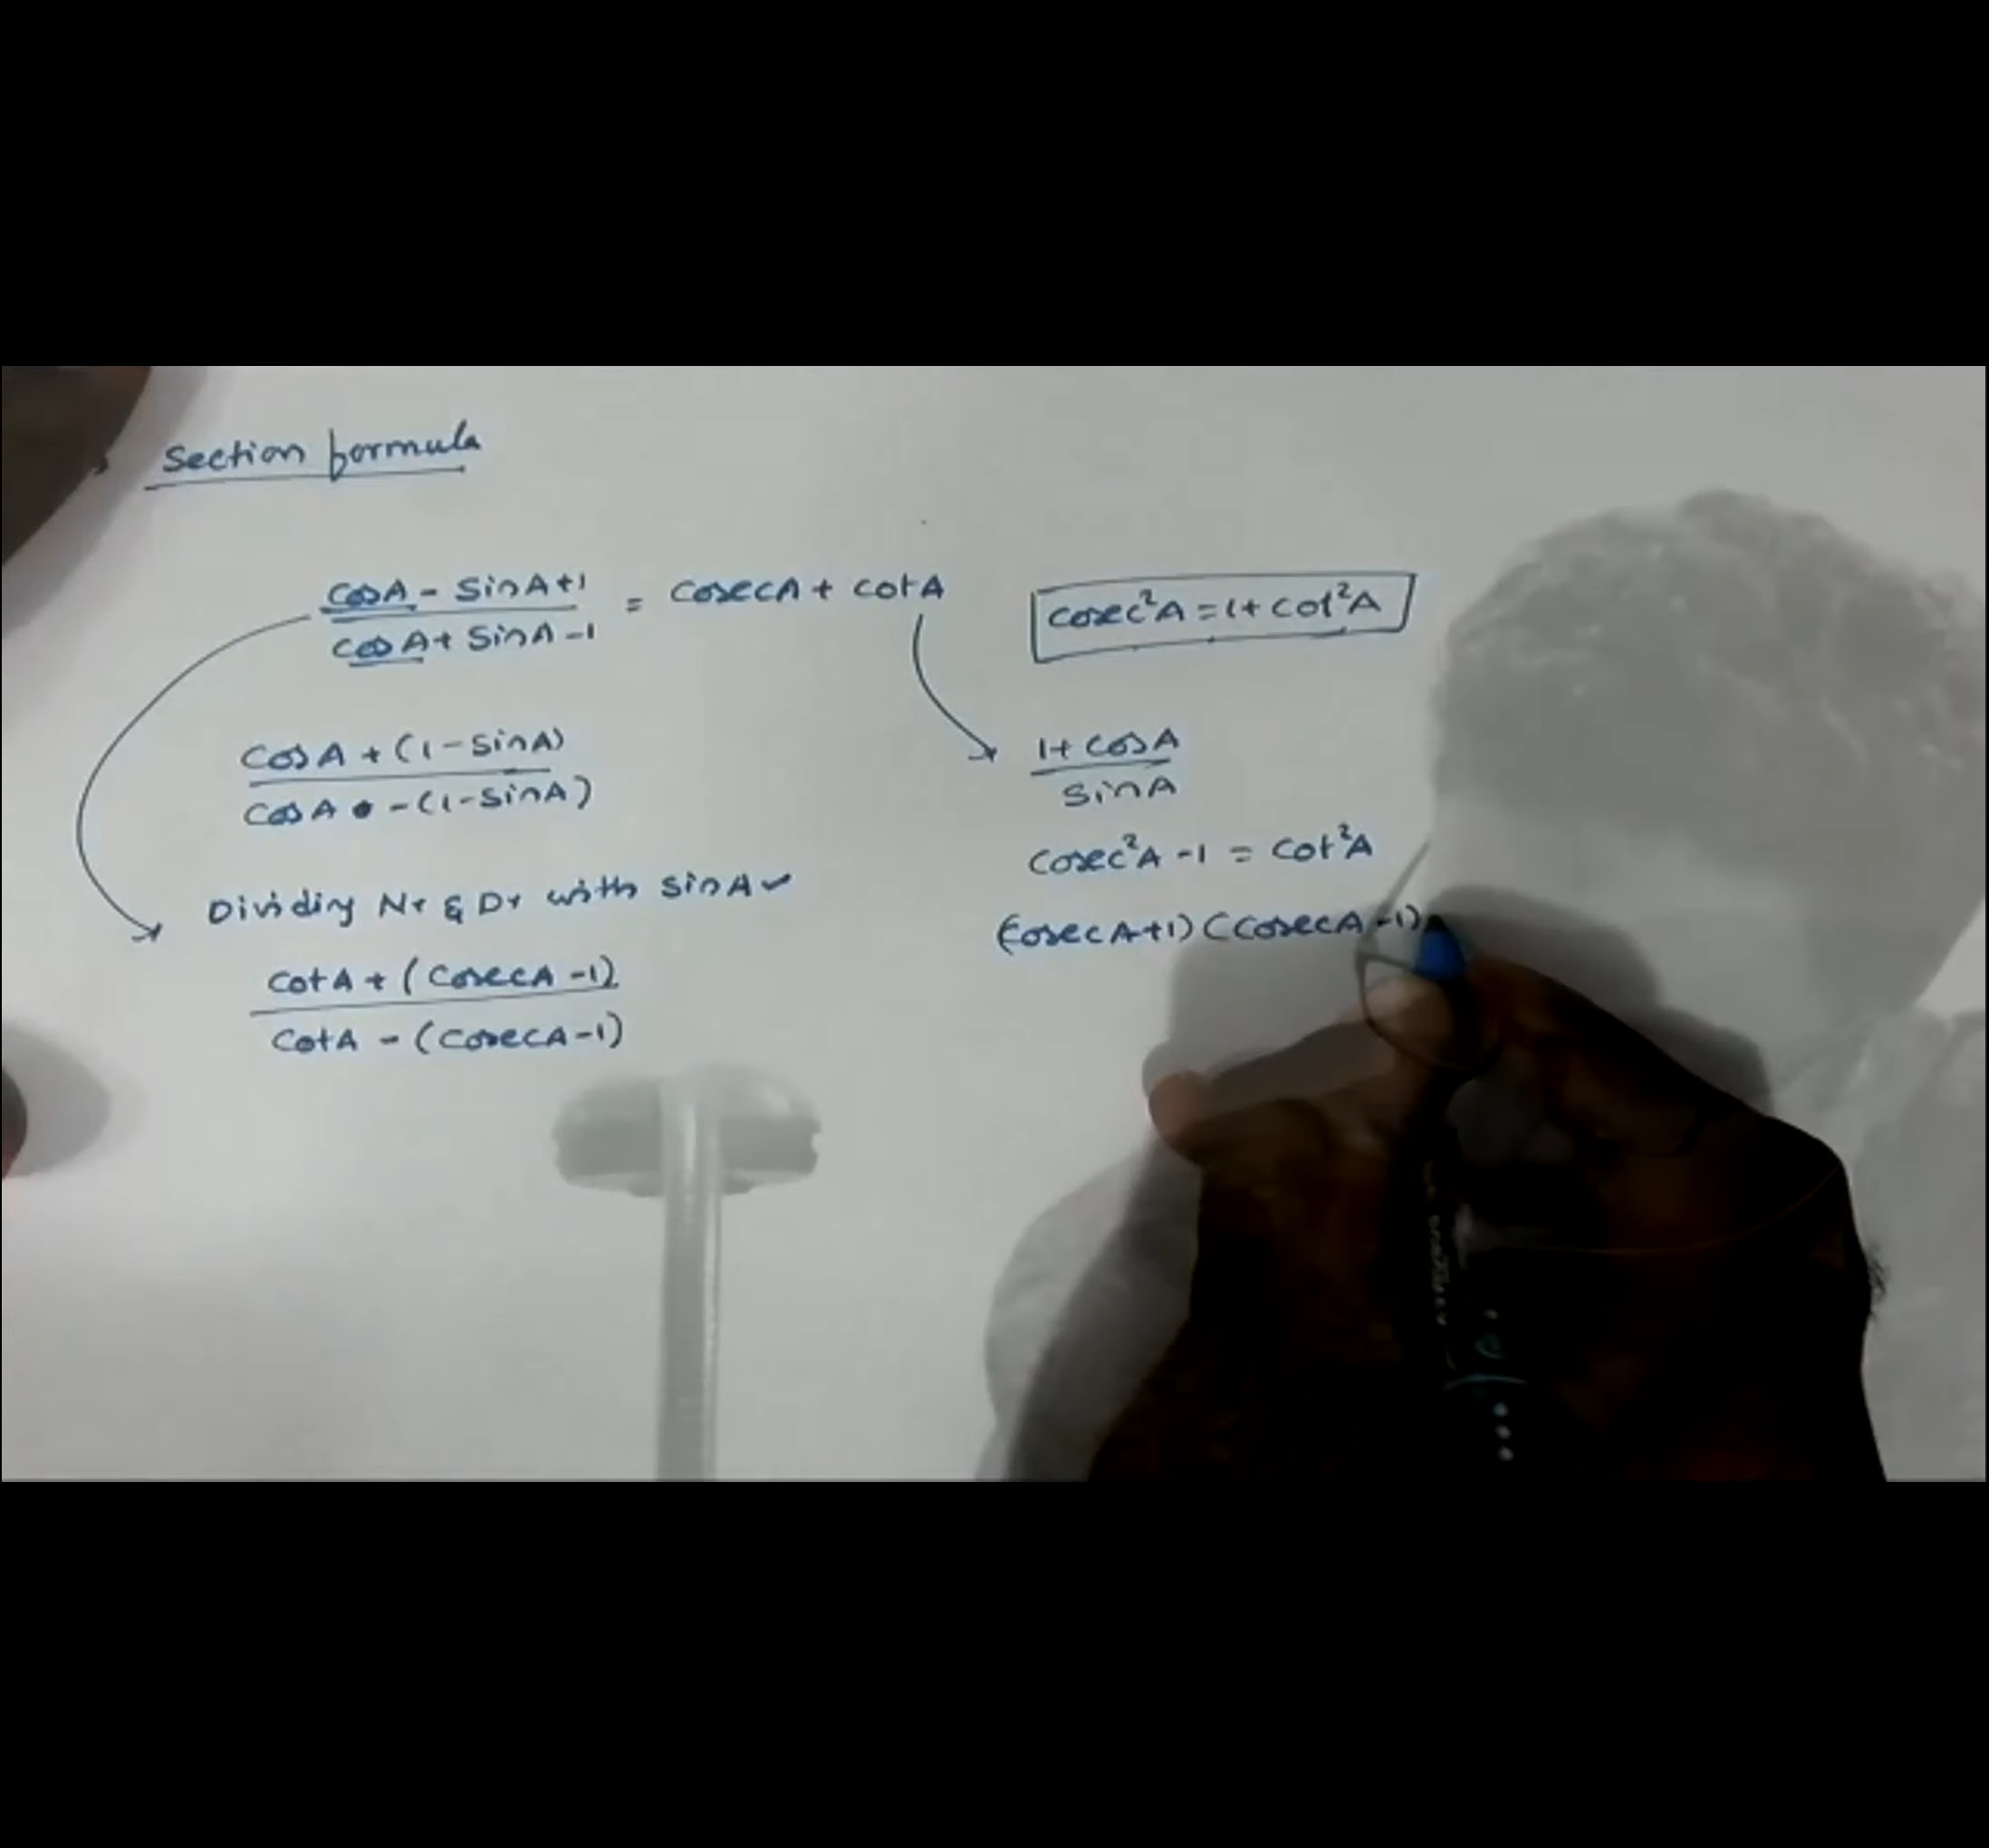 Section formula
cosA - sinA+1 / cosA + sinA-1 = cosecA + cotA
cosec²A = 1+ cot²A
cosA + (1-sinA) / cosA - (1-sinA)
1+ cosA / sinA
cosec²A -1 = cot²A
Dividing Nr & Dr with sinA
(cosecA+1) (cosecA-1)
cotA + (cosecA -1) / cotA - (cosecA-1)